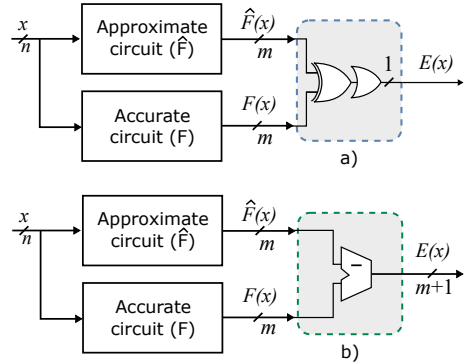 x
n
Approximate
circuit (F̂)
F̂(x)
m
Accurate
circuit (F)
F(x)
m
1
E(x)
a)
x
n
Approximate
circuit (F̂)
F̂(x)
m
Accurate
circuit (F)
F(x)
m
−
E(x)
m+1
b)